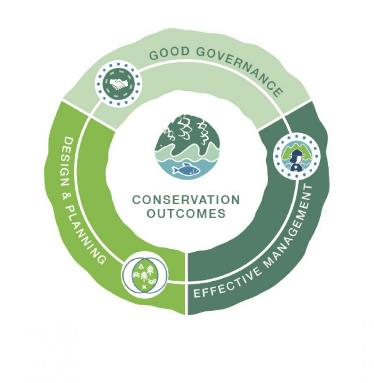 GOOD GOVERNANCE
DESIGN & PLANNING
CONSERVATION
OUTCOMES
EFFECTIVE MANAGEMENT